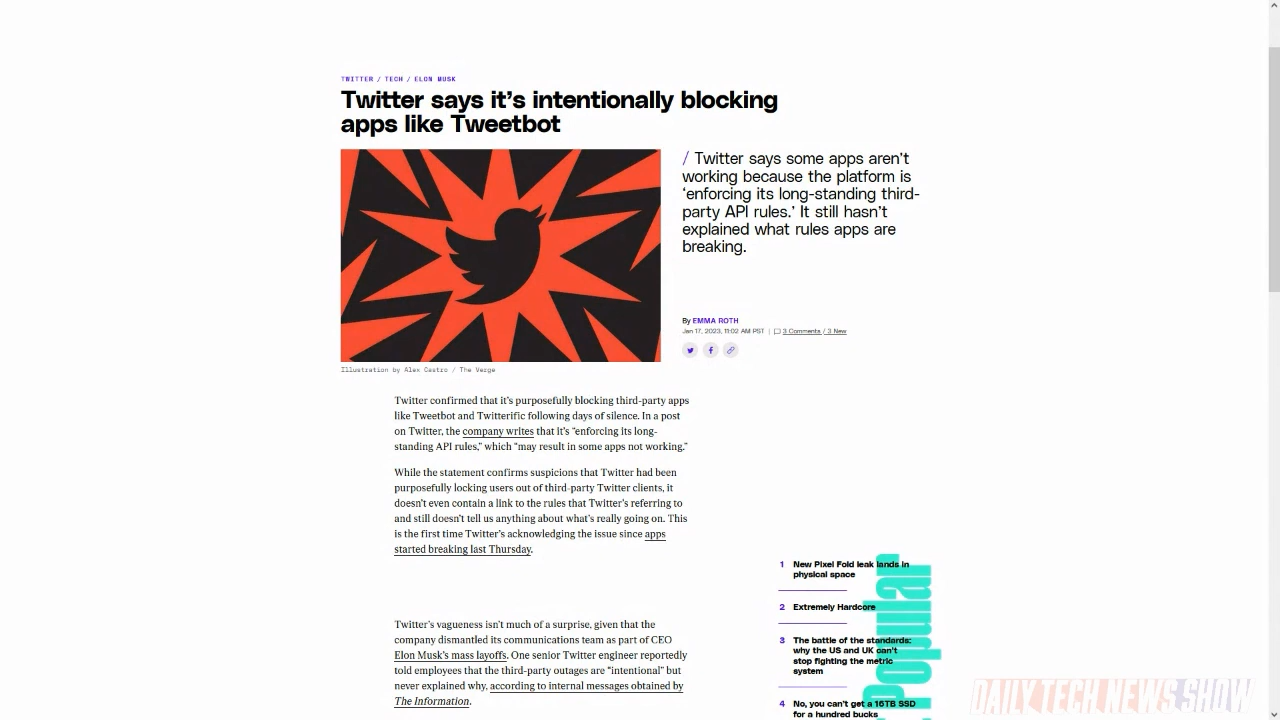 TWITTER / TECH / ELON MUSK
Twitter says it’s intentionally blocking
apps like Tweetbot
/ Twitter says some apps aren’t
working because the platform is
‘enforcing its long-standing third-
party API rules.’ It still hasn’t
explained what rules apps are
breaking.
By EMMA ROTH
Jan 17, 2023, 11:02 AM PST | 3 Comments / 3 New
Illustration by Alex Castro / The Verge
Twitter confirmed that it’s purposefully blocking third-party apps
like Tweetbot and Twitterific following days of silence. In a post
on Twitter, the company writes that it’s “enforcing its long-
standing API rules,” which “may result in some apps not working.”
While the statement confirms suspicions that Twitter had been
purposefully locking users out of third-party Twitter clients, it
doesn’t even contain a link to the rules that Twitter’s referring to
and still doesn’t tell us anything about what’s really going on. This
is the first time Twitter’s acknowledging the issue since apps
started breaking last Thursday.
Twitter’s vagueness isn’t much of a surprise, given that the
company dismantled its communications team as part of CEO
Elon Musk’s mass layoffs. One senior Twitter engineer reportedly
told employees that the third-party outages are “intentional” but
never explained why, according to internal messages obtained by
The Information.
Popular
1 New Pixel Fold leak lands in
physical space
2 Extremely Hardcore
3 The battle of the standards:
why the US and UK can’t
stop fighting the metric
system
4 No, you can’t get a 16TB SSD
for a hundred bucks
DAILY TECH NEWS SHOW